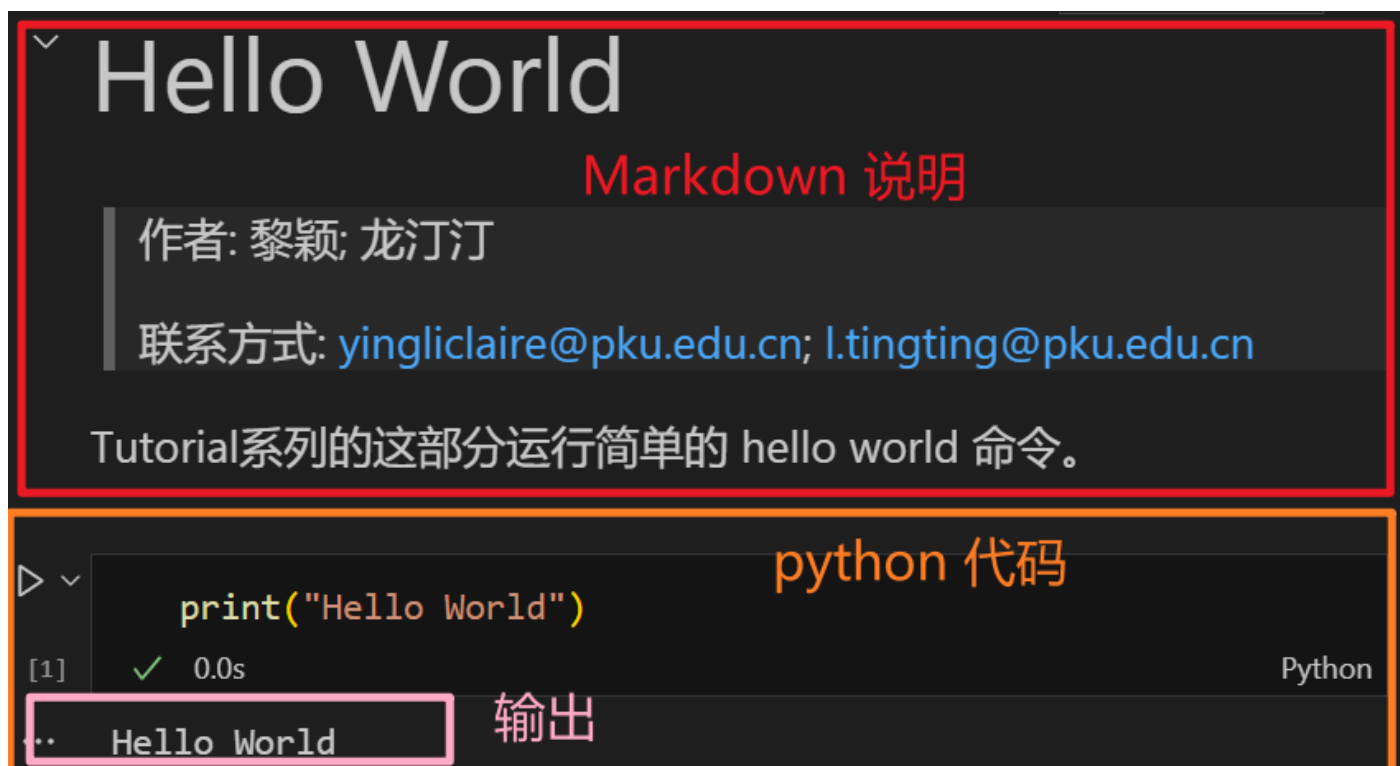 Hello World
Markdown 说明
作者: 黎颖; 龙汀汀
联系方式: yingliclaire@pku.edu.cn; l.tingting@pku.edu.cn
Tutorial系列的这部分运行简单的 hello world 命令。
python 代码
print("Hello World")
[1] ✓ 0.0s Python
输出
Hello World